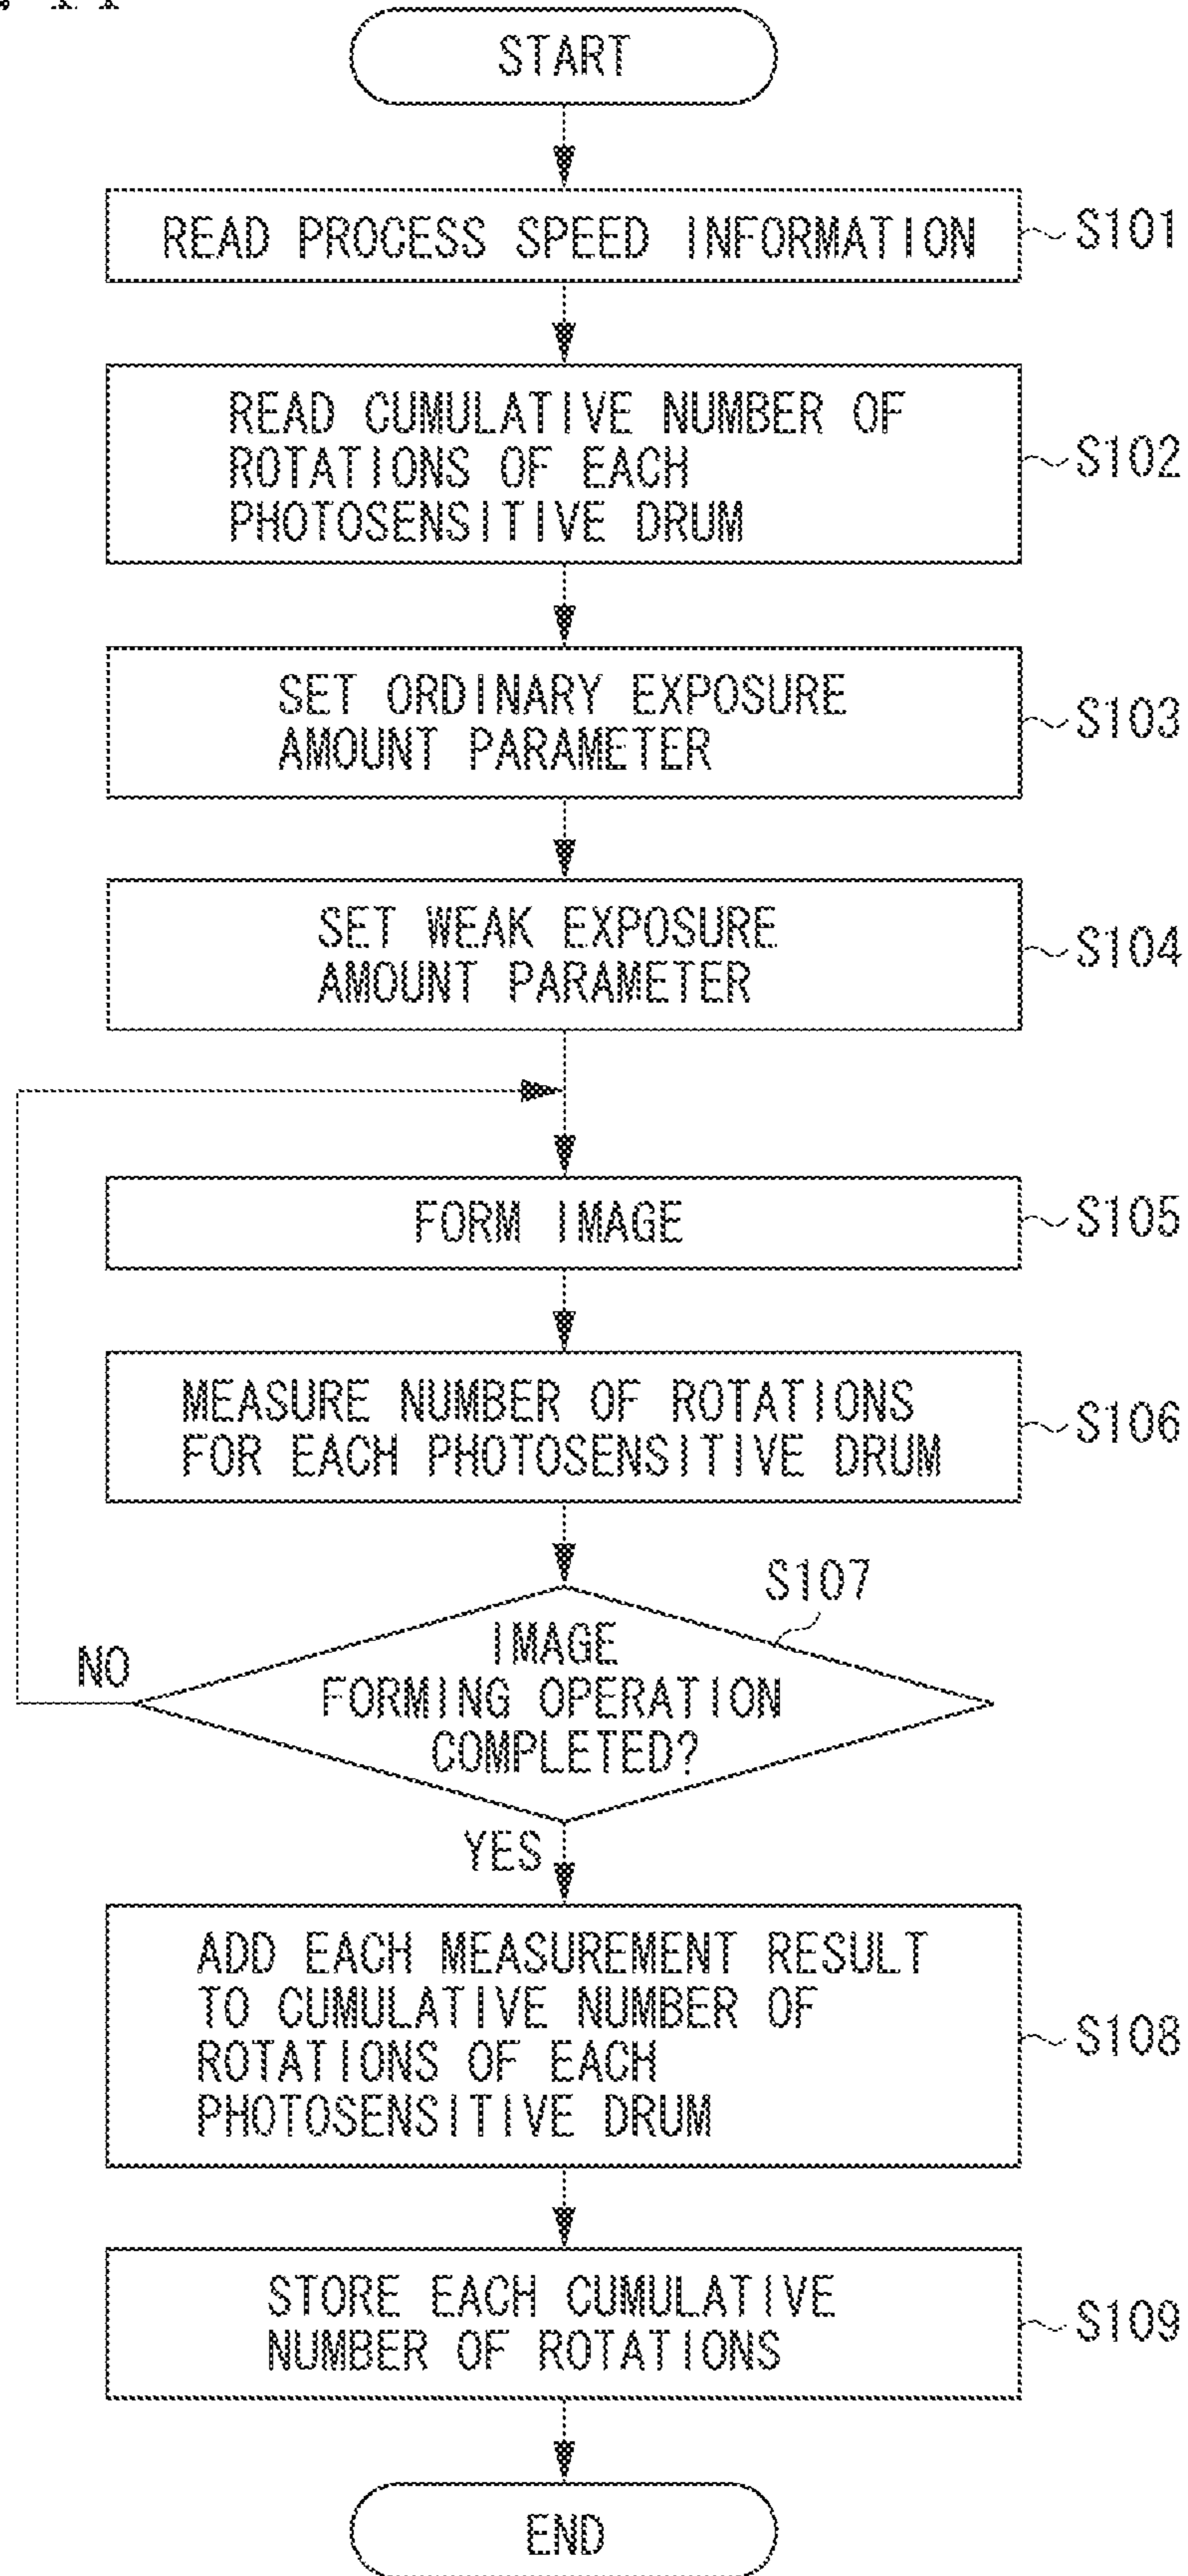 START
READ PROCESS SPEED INFORMATION
S101
READ CUMULATIVE NUMBER OF
ROTATIONS OF EACH
PHOTOSENSITIVE DRUM
S102
SET ORDINARY EXPOSURE
AMOUNT PARAMETER
S103
SET WEAK EXPOSURE
AMOUNT PARAMETER
S104
FORM IMAGE
S105
MEASURE NUMBER OF ROTATIONS
FOR EACH PHOTOSENSITIVE DRUM
S106
S107
IMAGE
FORMING OPERATION
COMPLETED?
NO
YES
ADD EACH MEASUREMENT RESULT
TO CUMULATIVE NUMBER OF
ROTATIONS OF EACH
PHOTOSENSITIVE DRUM
S108
STORE EACH CUMULATIVE
NUMBER OF ROTATIONS
S109
END